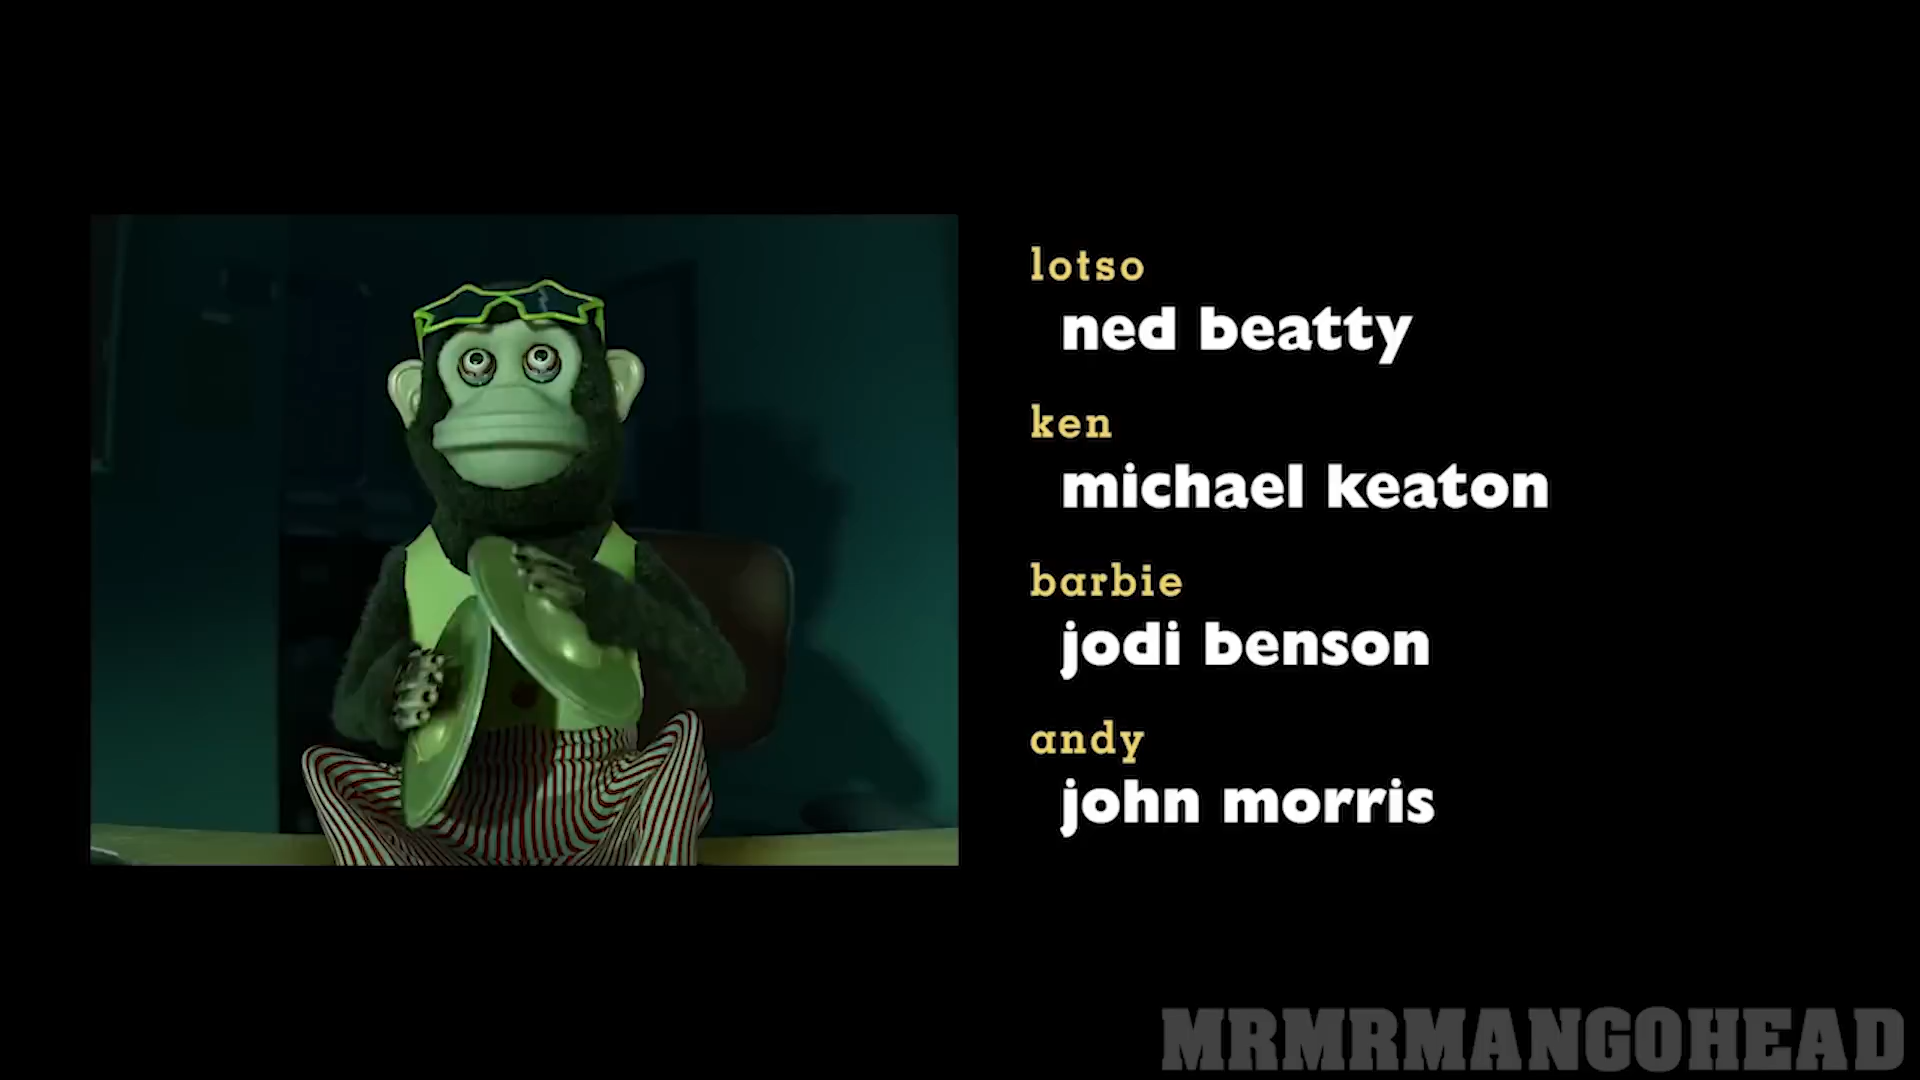 lotso
ned beatty
ken
michael keaton
barbie
jodi benson
andy
john morris
MRMRMANGOHEAD